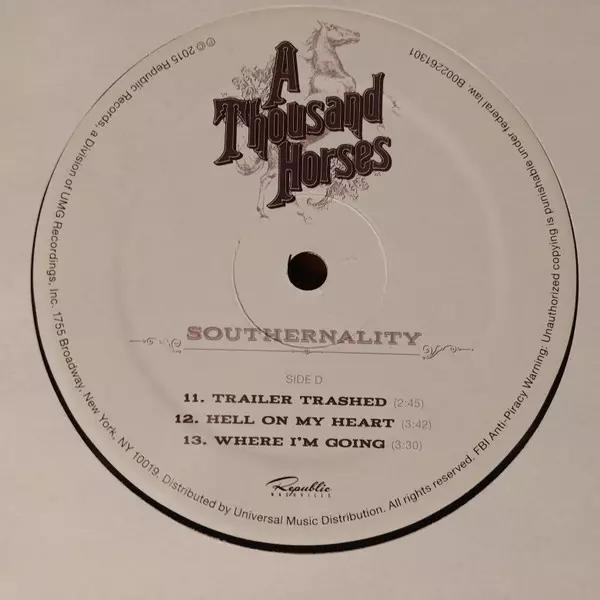 A
Thousand
Horses
SOUTHERNALITY
SIDE D
11. TRAILER TRASHED (2:45)
12. HELL ON MY HEART (3:42)
13. WHERE I'M GOING (3:30)
Republic
NASHVILLE
℗© 2015 Republic Records, a Division of UMG Recordings, Inc. 1755 Broadway, New York, NY 10019. Distributed by Universal Music Distribution. All rights reserved. FBI Anti-Piracy Warning: Unauthorized copying is punishable under federal law. B002261301